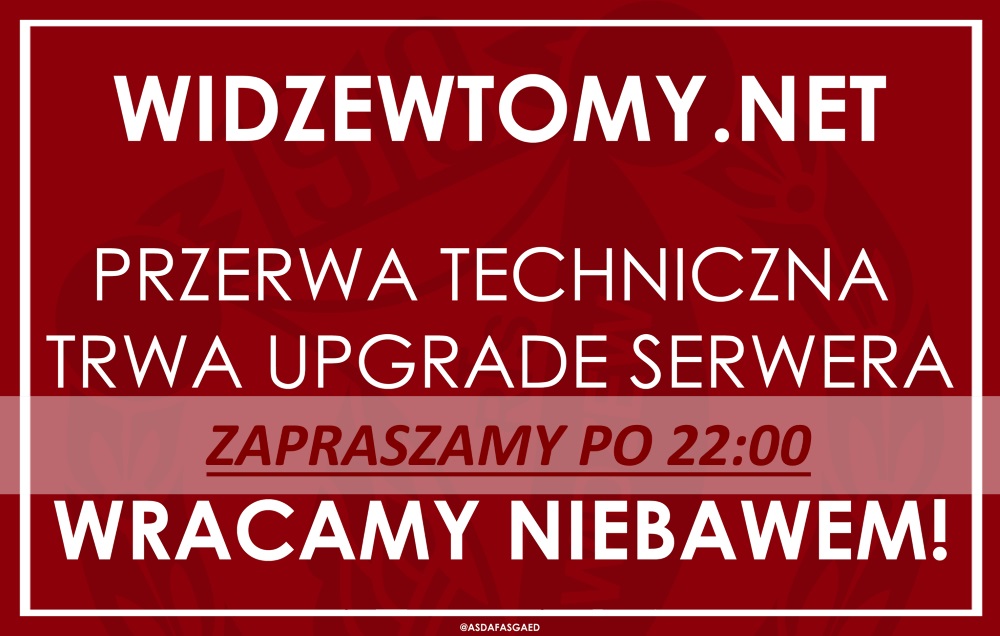 WIDZEWTOMY.NET
PRZERWA TECHNICZNA
TRWA UPGRADE SERWERA
ZAPRASZAMY PO 22:00
WRACAMY NIEBAWEM!
@ASDAFASGAED